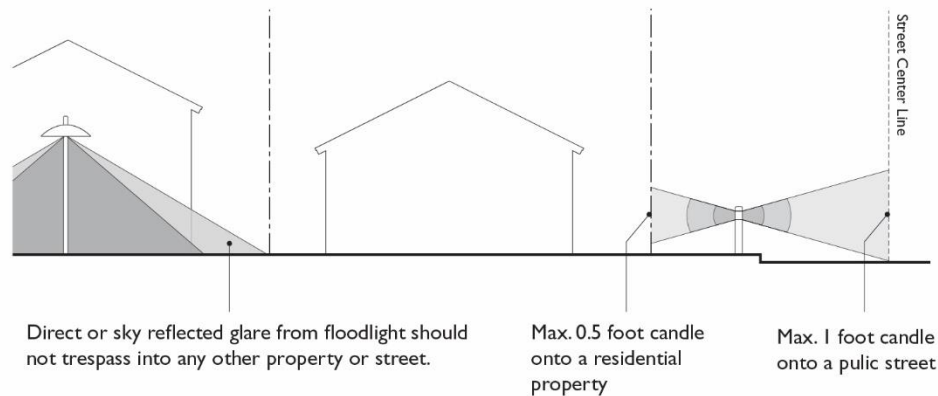 Street Center Line
Direct or sky reflected glare from floodlight should
not trespass into any other property or street.
Max. 0.5 foot candle
onto a residential
property
Max. 1 foot candle
onto a pulic street